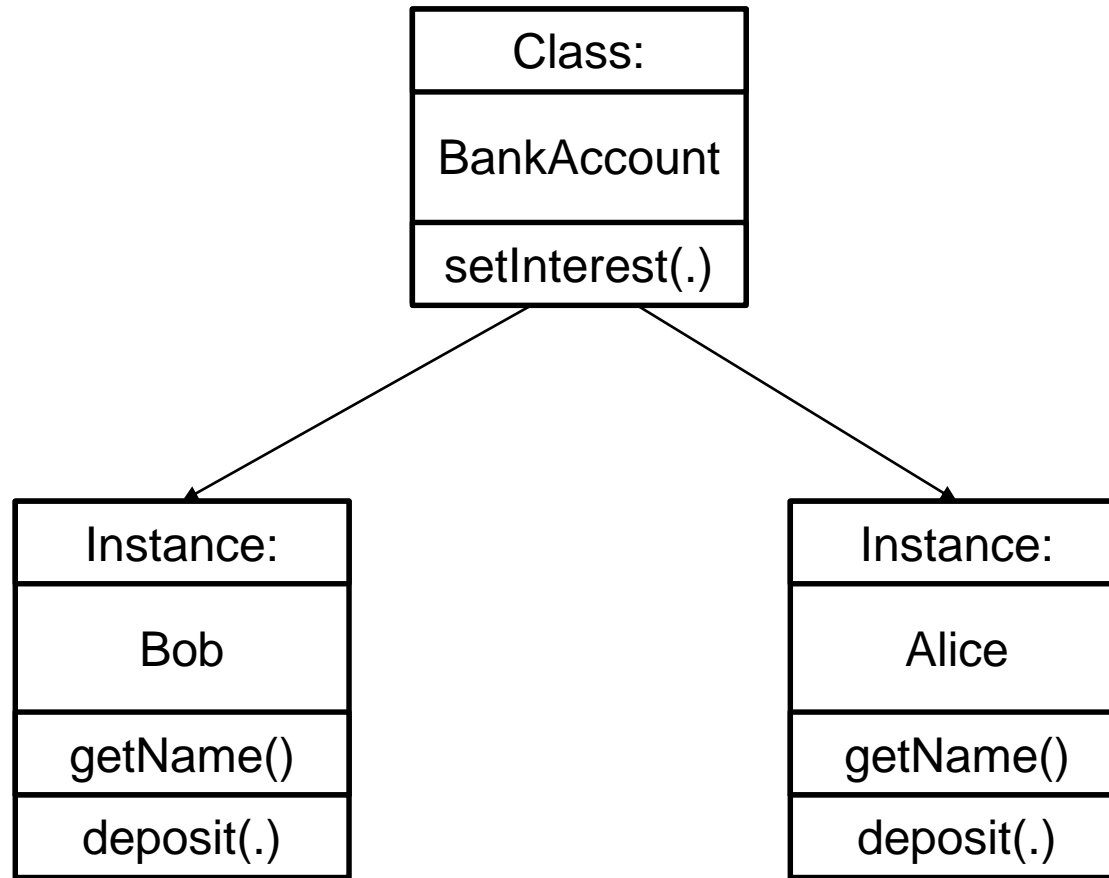 Class:
BankAccount
setInterest(.)
Instance:
Bob
getName()
deposit(.)
Instance:
Alice
getName()
deposit(.)